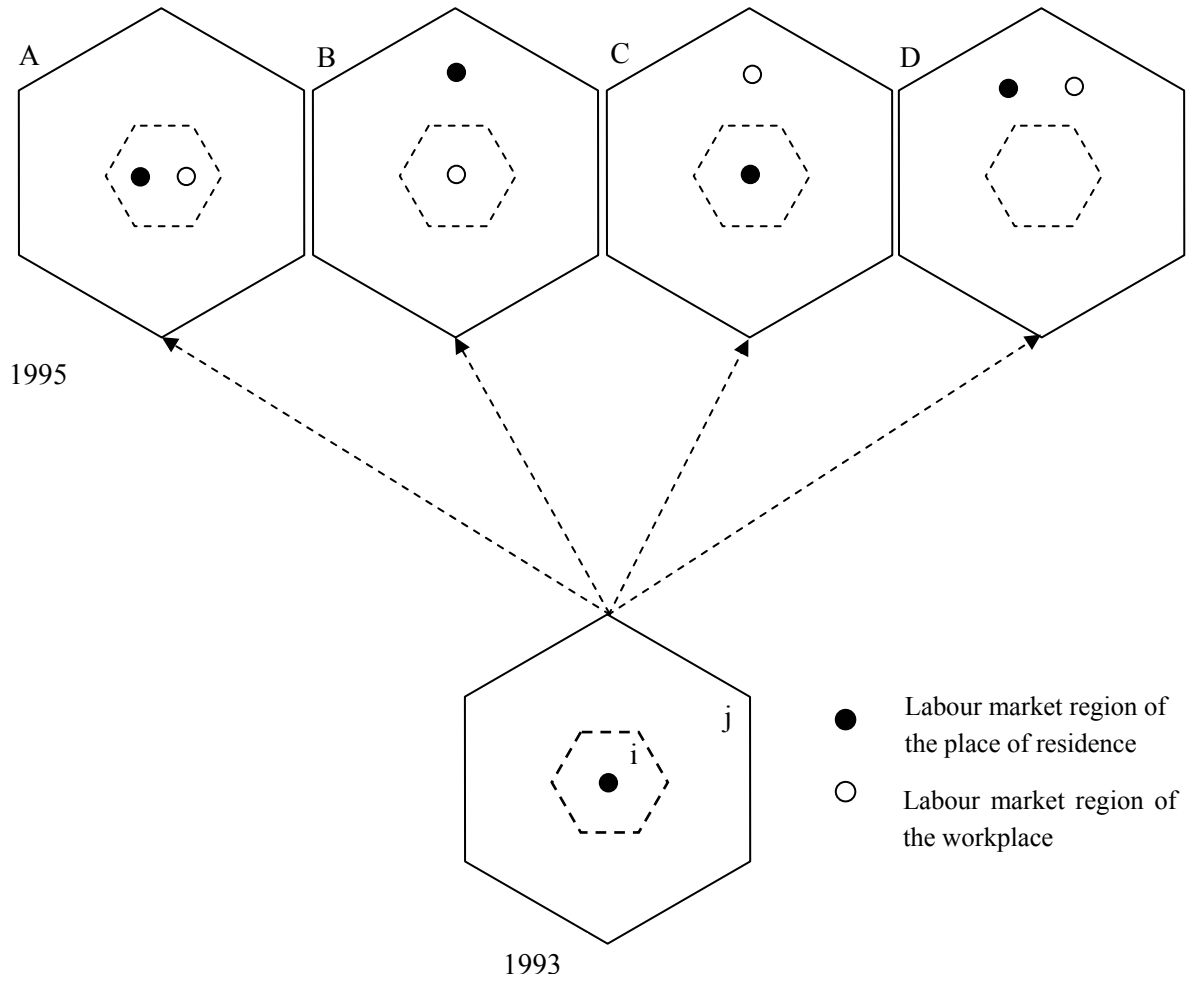 A
B
C
D
1995
j
i
Labour market region of
the place of residence
Labour market region of
the workplace
1993